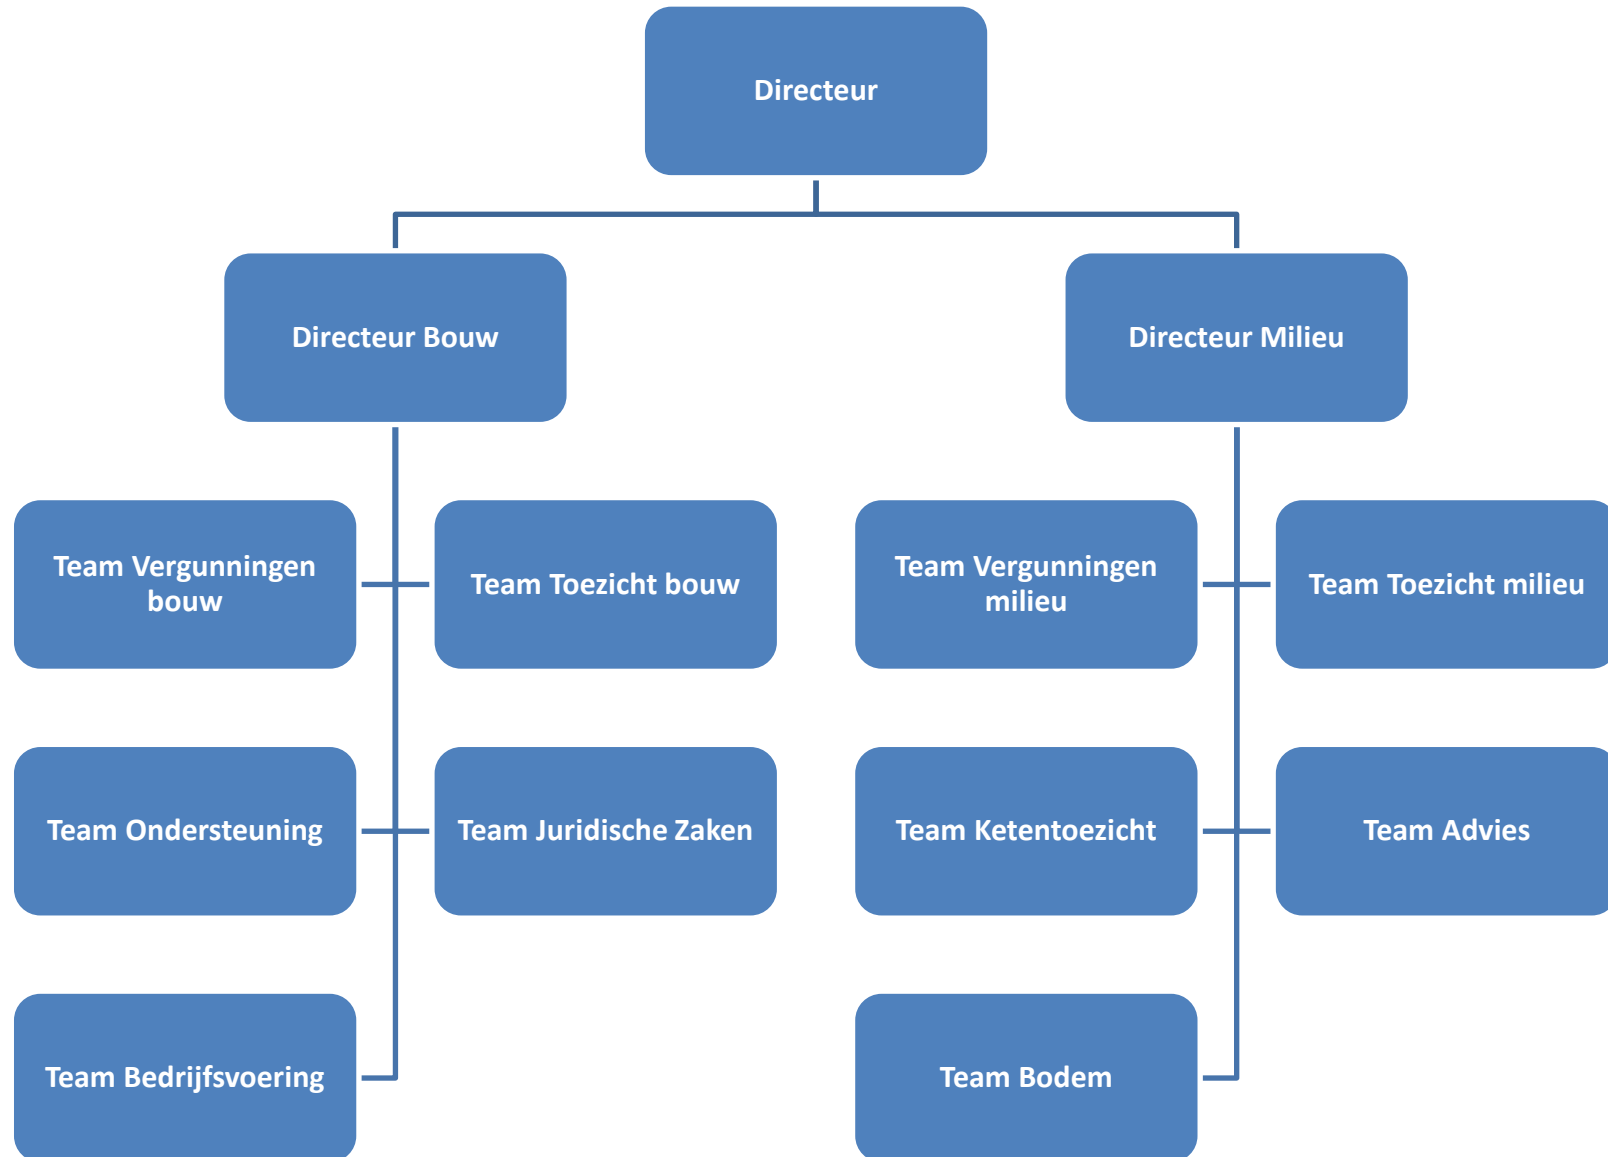 Directeur
Directeur Bouw
Directeur Milieu
Team Vergunningen
bouw
Team Toezicht bouw
Team Vergunningen
milieu
Team Toezicht milieu
Team Ondersteuning
Team Juridische Zaken
Team Ketentoezicht
Team Advies
Team Bedrijfsvoering
Team Bodem